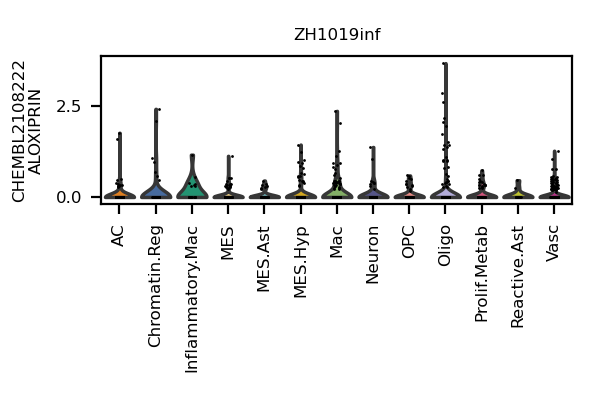 ZH1019inf
CHEMBL2108222
ALOXIPRIN
2.5
0.0
AC
Chromatin.Reg
Inflammatory.Mac
MES
MES.Ast
MES.Hyp
Mac
Neuron
OPC
Oligo
Prolif.Metab
Reactive.Ast
Vasc